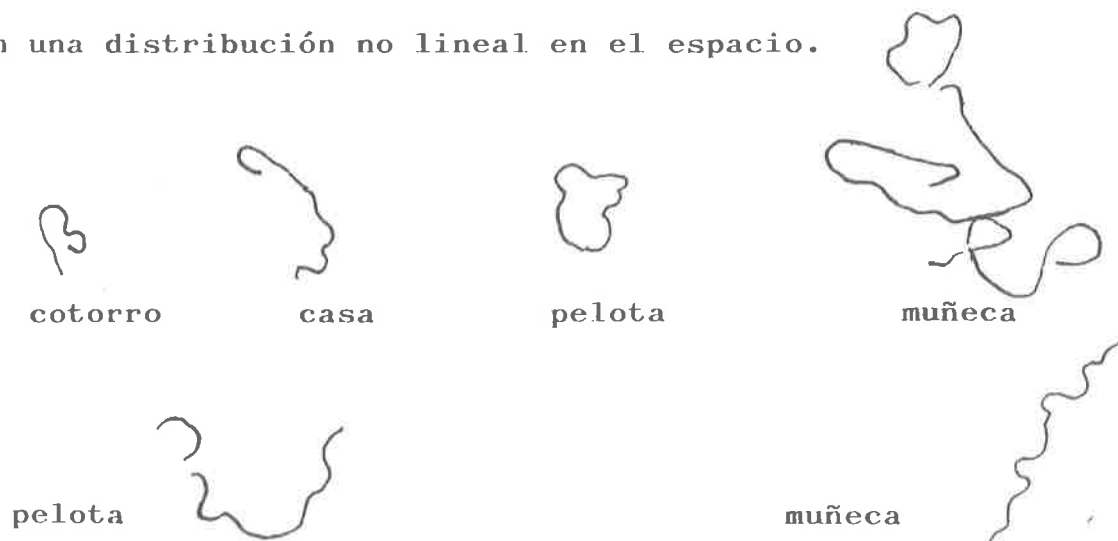 n una distribución no lineal en el espacio.
cotorro casa pelota muñeca
pelota muñeca